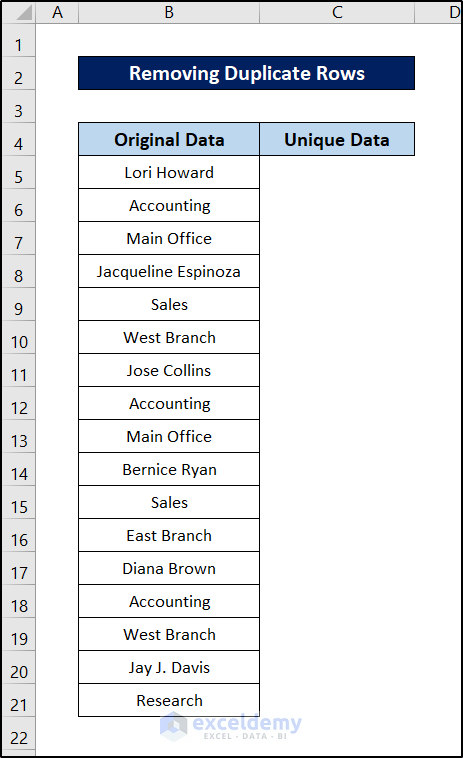 A B C D
1
2 Removing Duplicate Rows
3
4 Original Data Unique Data
5 Lori Howard
6 Accounting
7 Main Office
8 Jacqueline Espinoza
9 Sales
10 West Branch
11 Jose Collins
12 Accounting
13 Main Office
14 Bernice Ryan
15 Sales
16 East Branch
17 Diana Brown
18 Accounting
19 West Branch
20 Jay J. Davis
21 Research
22
exceldemy
EXCEL - DATA - BI